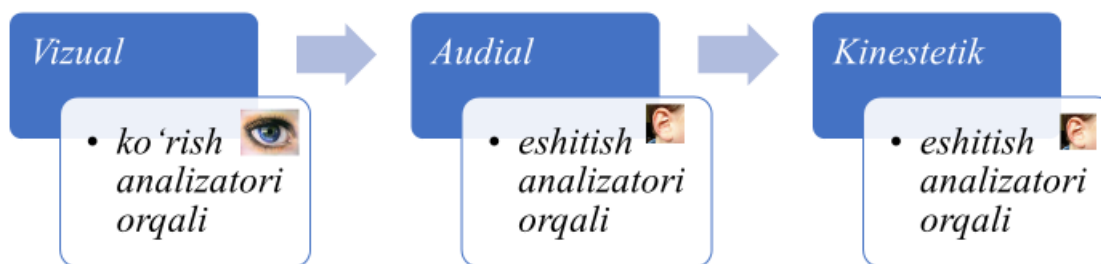 Vizual
• ko‘rish
analizatori
orqali
Audial
• eshitish
analizatori
orqali
Kinestetik
• eshitish
analizatori
orqali